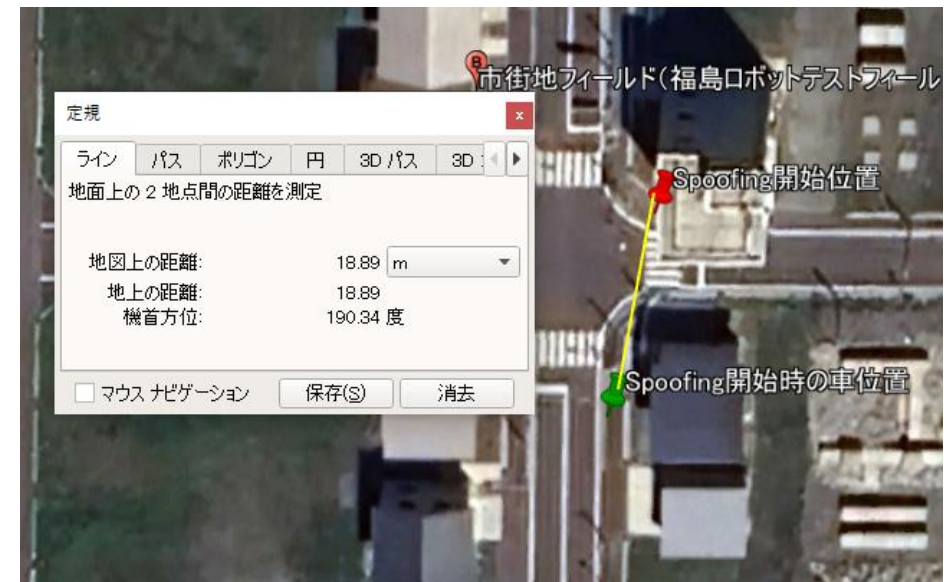 B
市街地フィールド(福島ロボットテストフィール
定規
x
ライン パス ポリゴン 円 3D パス 3D
地面上の 2 地点間の距離を測定
Spoofing開始位置
地図上の距離: 18.89 m
地上の距離: 18.89
機首方位: 190.34 度
Spoofing開始時の車位置
マウス ナビゲーション 保存(S) 消去